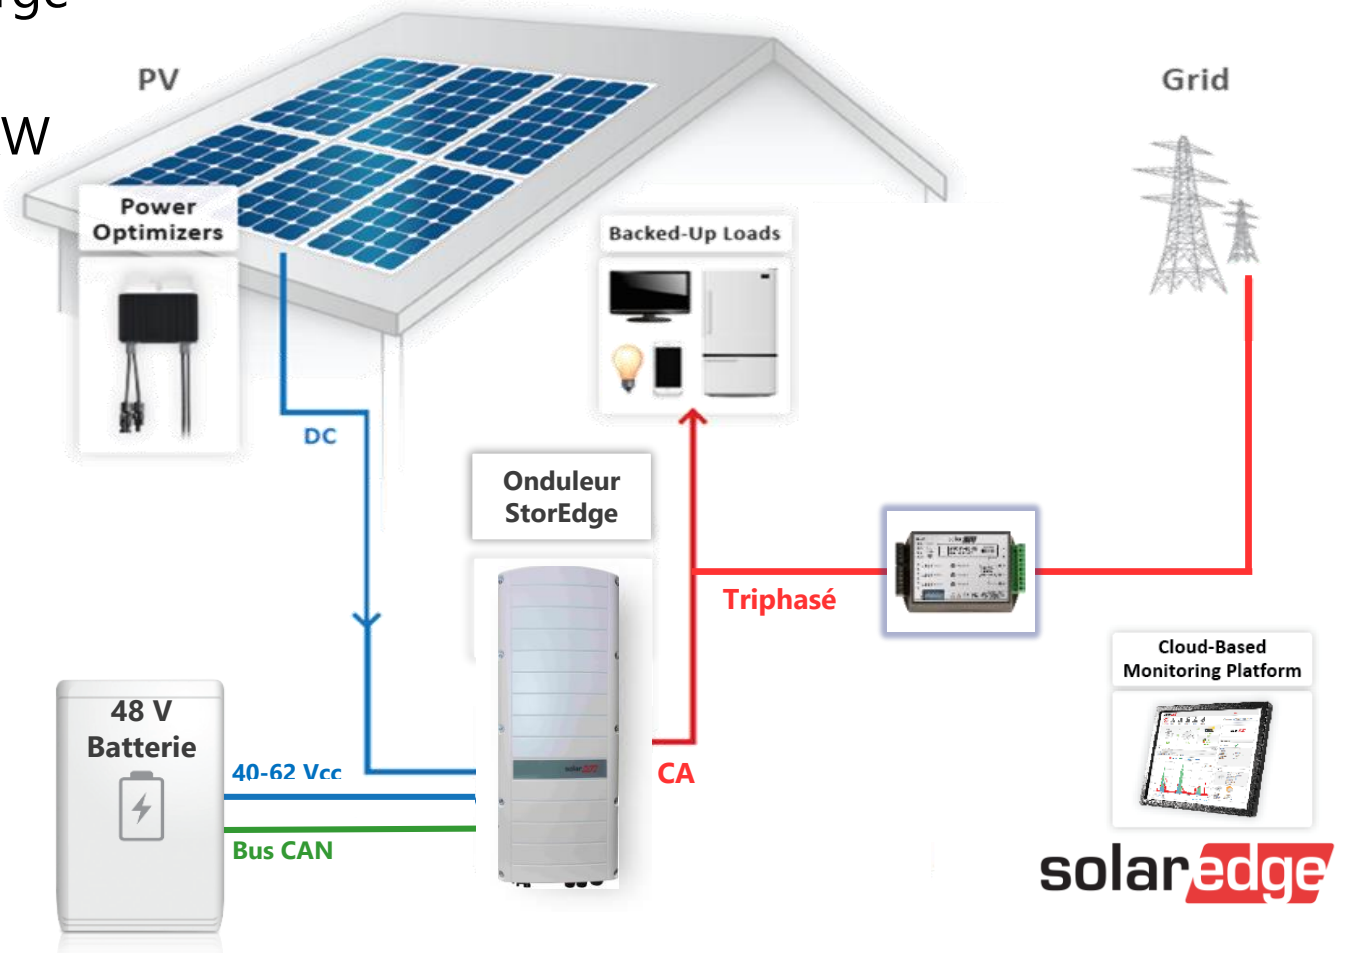 PV
Grid
W
Power
Optimizers
Backed-Up Loads
DC
Onduleur
StorEdge
Triphasé
Cloud-Based
Monitoring Platform
48 V
Batterie
40-62 Vcc
CA
Bus CAN
solaredge